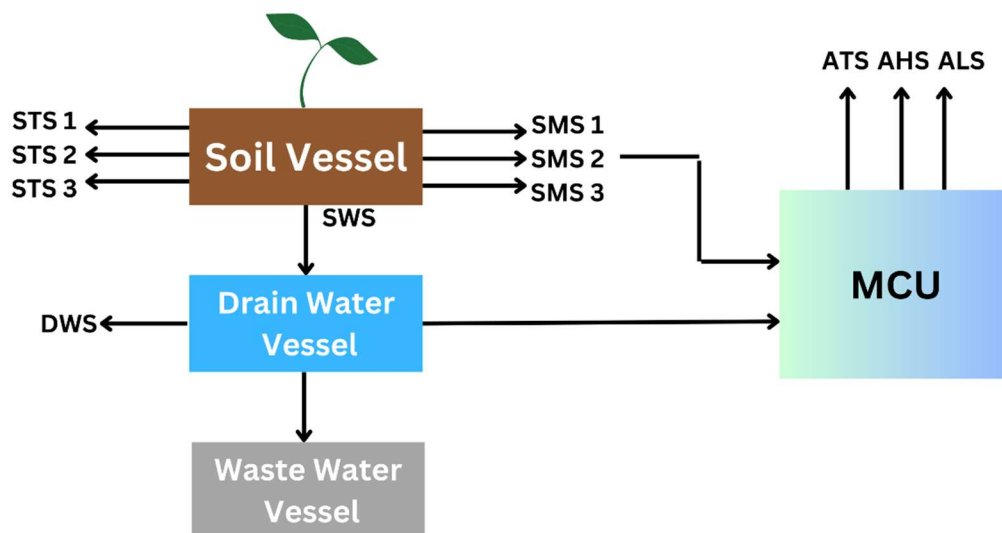 ATS AHS ALS
STS 1
STS 2
STS 3
Soil Vessel
SMS 1
SMS 2
SMS 3
SWS
Drain Water
Vessel
DWS
MCU
Waste Water
Vessel